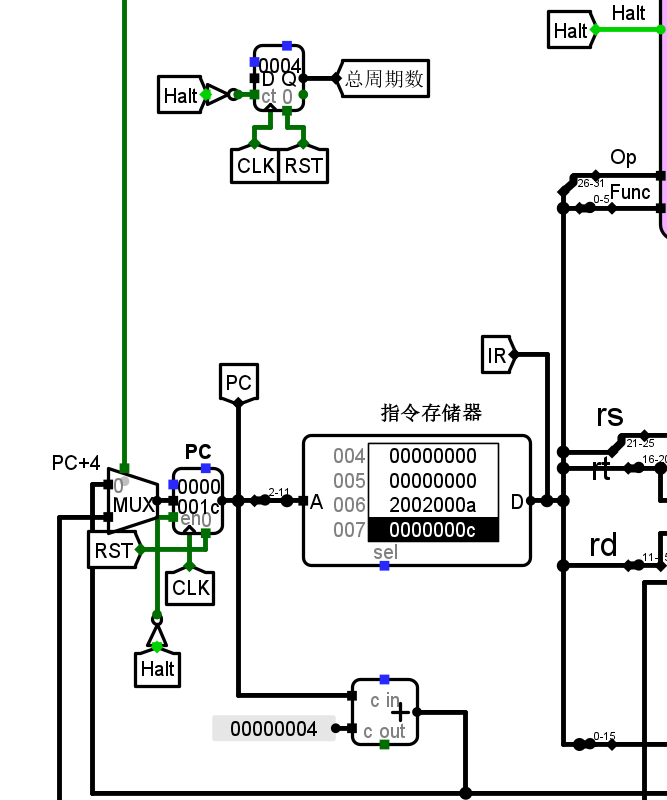 Halt
Halt
0004
D Q
Halt
ct 0
总周期数
CLK
RST
Op
26-31
Func
0-5
IR
PC
指令存储器
rs
21-25
004 00000000
005 00000000
006 2002000a
007 0000000c
A
D
sel
PC+4
0
MUX
PC
0000
001c
en0
2-11
rt
16-20
RST
CLK
rd
11-15
Halt
c in
+
c out
00000004
0-15